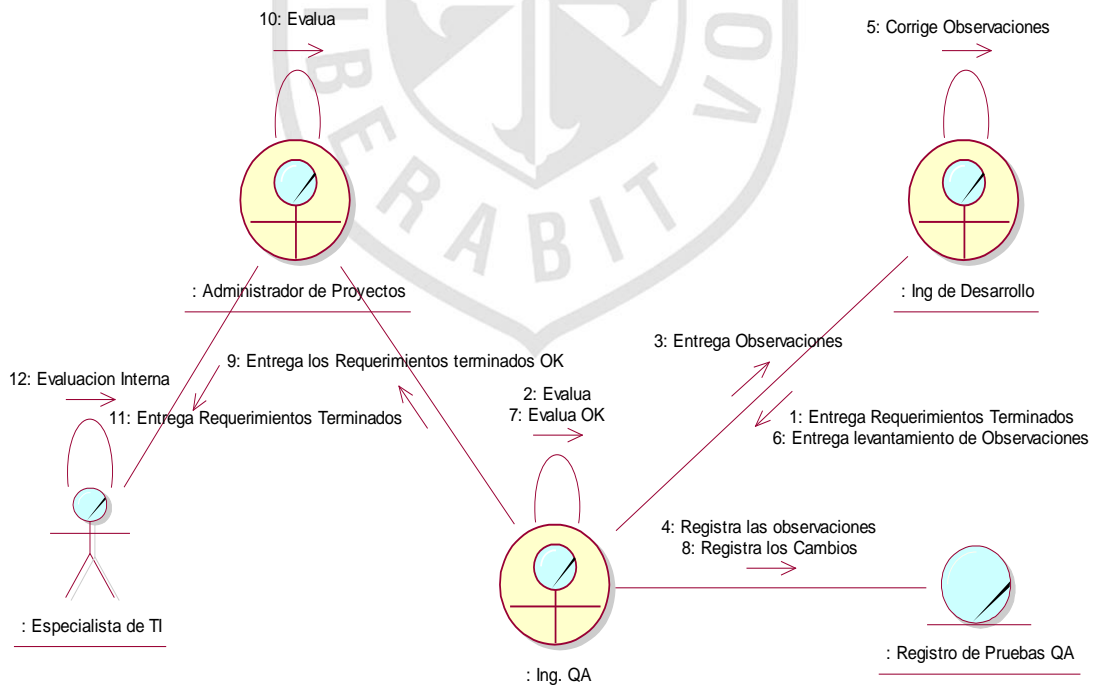 10: Evalua
5: Corrige Observaciones
IBERABIT
VO
: Administrador de Proyectos
: Ing de Desarrollo
3: Entrega Observaciones
9: Entrega los Requerimientos terminados OK
12: Evaluacion Interna
11: Entrega Requerimientos Terminados
2: Evalua
7: Evalua OK
1: Entrega Requerimientos Terminados
6: Entrega levantamiento de Observaciones
4: Registra las observaciones
8: Registra los Cambios
: Especialista de TI
: Ing. QA
: Registro de Pruebas QA